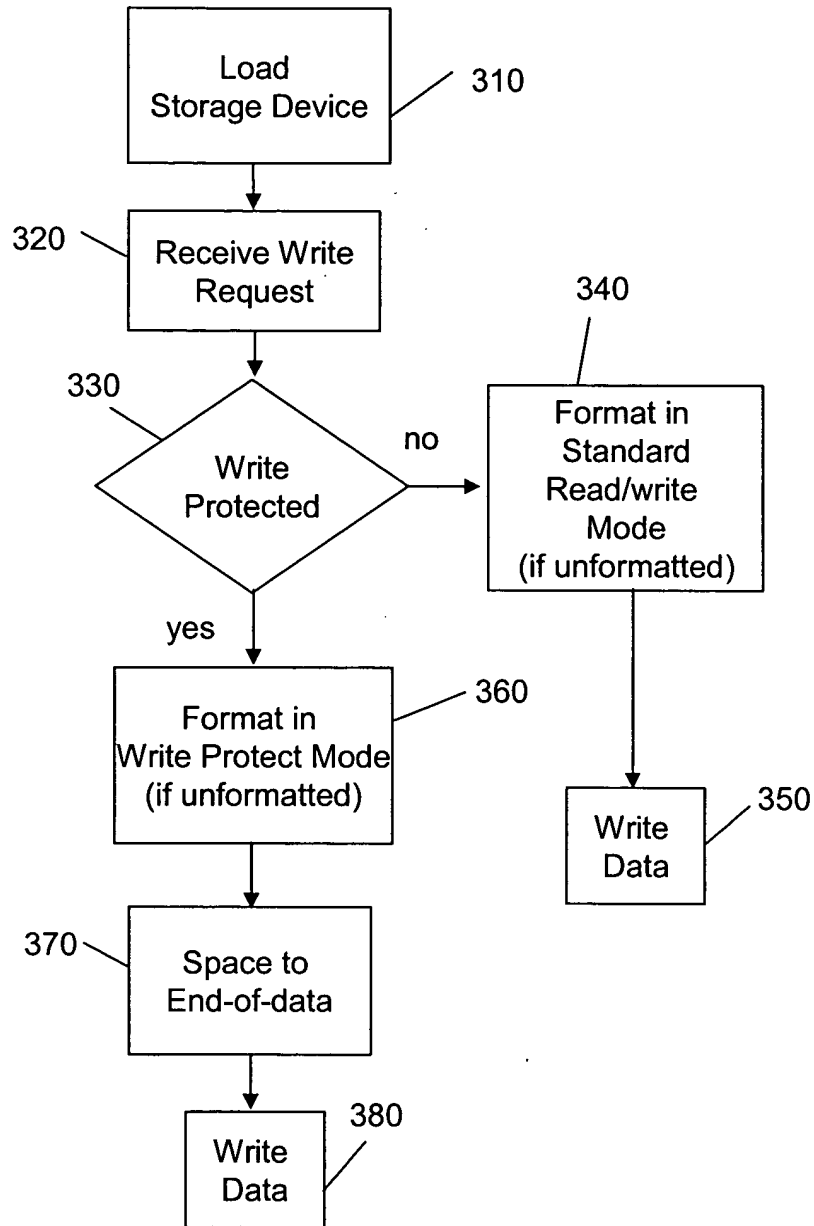 Load
Storage Device
310
320
Receive Write
Request
330
Write
Protected
no
340
Format in
Standard
Read/write
Mode
(if unformatted)
yes
360
Format in
Write Protect Mode
(if unformatted)
350
Write
Data
370
Space to
End-of-data
380
Write
Data